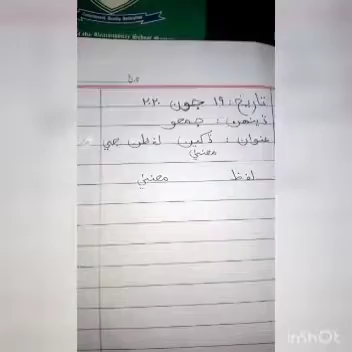 تاريخ: ١٩ جون ٢٠٢٠
ڏينهن: جمعو
عنوان: ڏکين لفظن جي
معنيٰ
لفظ معنيٰ
InShOt